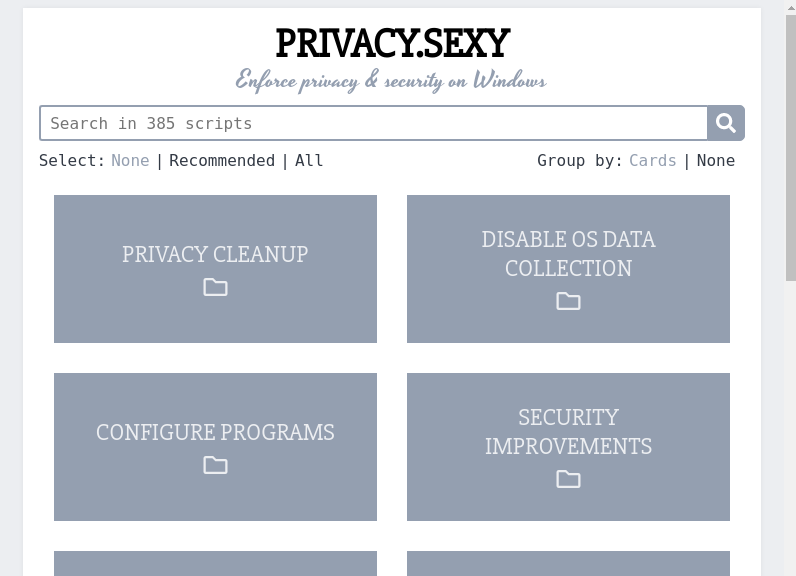 PRIVACY.SEXY
Enforce privacy & security on Windows
Search in 385 scripts
Select: None | Recommended | All
Group by: Cards | None
PRIVACY CLEANUP
DISABLE OS DATA
COLLECTION
CONFIGURE PROGRAMS
SECURITY
IMPROVEMENTS